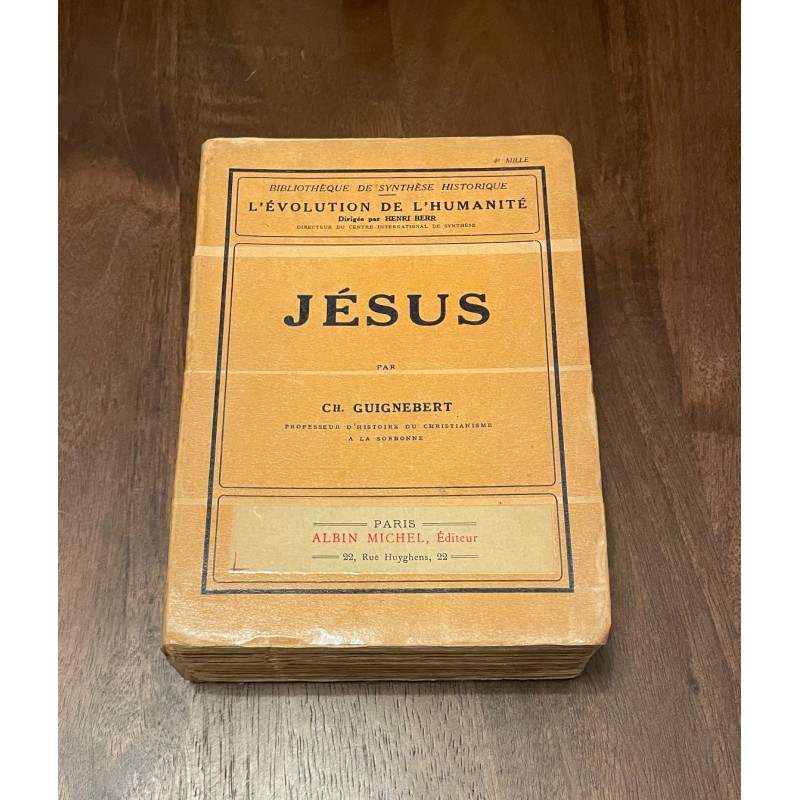 4e MILLE
BIBLIOTHÈQUE DE SYNTHÈSE HISTORIQUE
L'ÉVOLUTION DE L'HUMANITÉ
Dirigée par HENRI BERR
DIRECTEUR DU CENTRE INTERNATIONAL DE SYNTHÈSE
JÉSUS
PAR
CH. GUIGNEBERT
PROFESSEUR D'HISTOIRE DU CHRISTIANISME
A LA SORBONNE
PARIS
ALBIN MICHEL, Éditeur
22, Rue Huyghens, 22